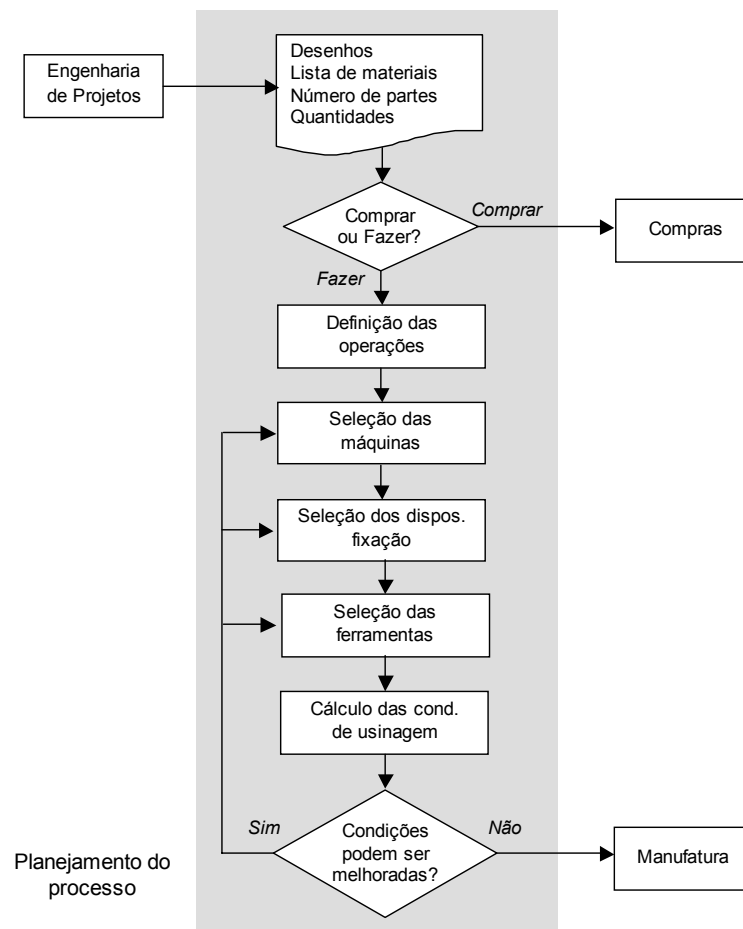 Engenharia
de Projetos
Desenhos
Lista de materiais
Número de partes
Quantidades
Comprar
ou Fazer?
Comprar
Compras
Fazer
Definição das
operações
Seleção das
máquinas
Seleção dos dispos.
fixação
Seleção das
ferramentas
Cálculo das cond.
de usinagem
Sim
Condições
podem ser
melhoradas?
Não
Manufatura
Planejamento do
processo